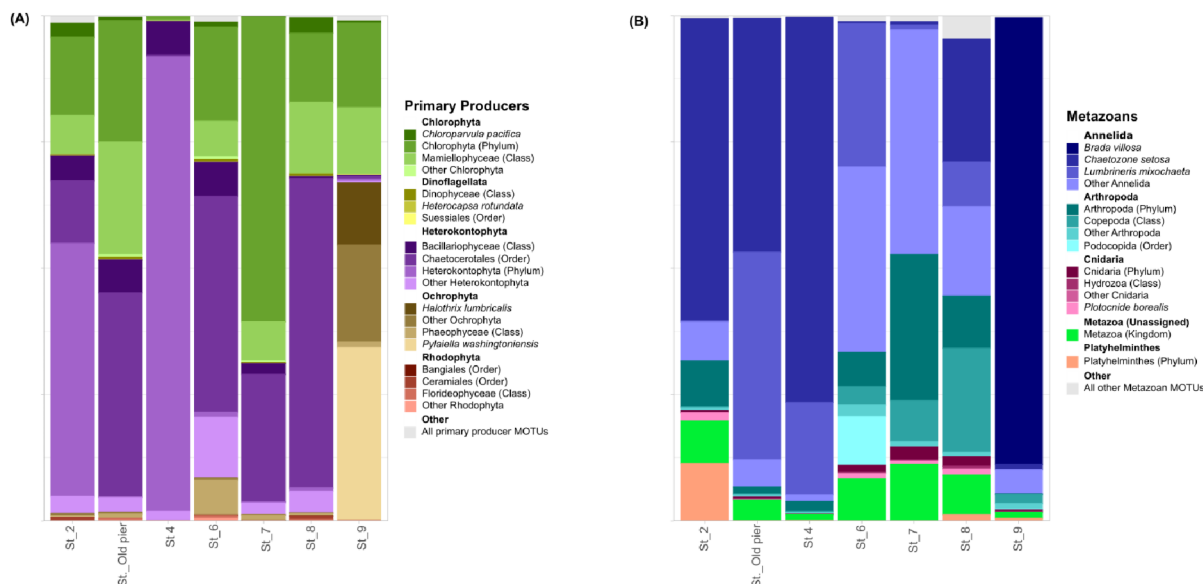 (A)
Primary Producers
Chlorophyta
Chloroparvula pacifica
Chlorophyta (Phylum)
Mamiellophyceae (Class)
Other Chlorophyta
Dinoflagellata
Dinophyceae (Class)
Heterocapsa rotundata
Suessiales (Order)
Heterokontophyta
Bacillariophyceae (Class)
Chaetocerotales (Order)
Heterokontophyta (Phylum)
Other Heterokontophyta
Ochrophyta
Halothrix lumbricalis
Other Ochrophyta
Phaeophyceae (Class)
Pylaiella washingtoniensis
Rhodophyta
Bangiales (Order)
Ceramiales (Order)
Florideophyceae (Class)
Other Rhodophyta
Other
All primary producer MOTUs
St_2
St._Old pier
St 4
St_6
St_7
St_8
St_9
(B)
Metazoans
Annelida
Brada villosa
Chaetozone setosa
Lumbrineris mixochaeta
Other Annelida
Arthropoda
Arthropoda (Phylum)
Copepoda (Class)
Other Arthropoda
Podocopida (Order)
Cnidaria
Cnidaria (Phylum)
Hydrozoa (Class)
Other Cnidaria
Plotocnide borealis
Metazoa (Unassigned)
Metazoa (Kingdom)
Platyhelminthes
Platyhelminthes (Phylum)
Other
All other Metazoan MOTUs
St_2
St._Old pier
St 4
St_6
St_7
St_8
St_9